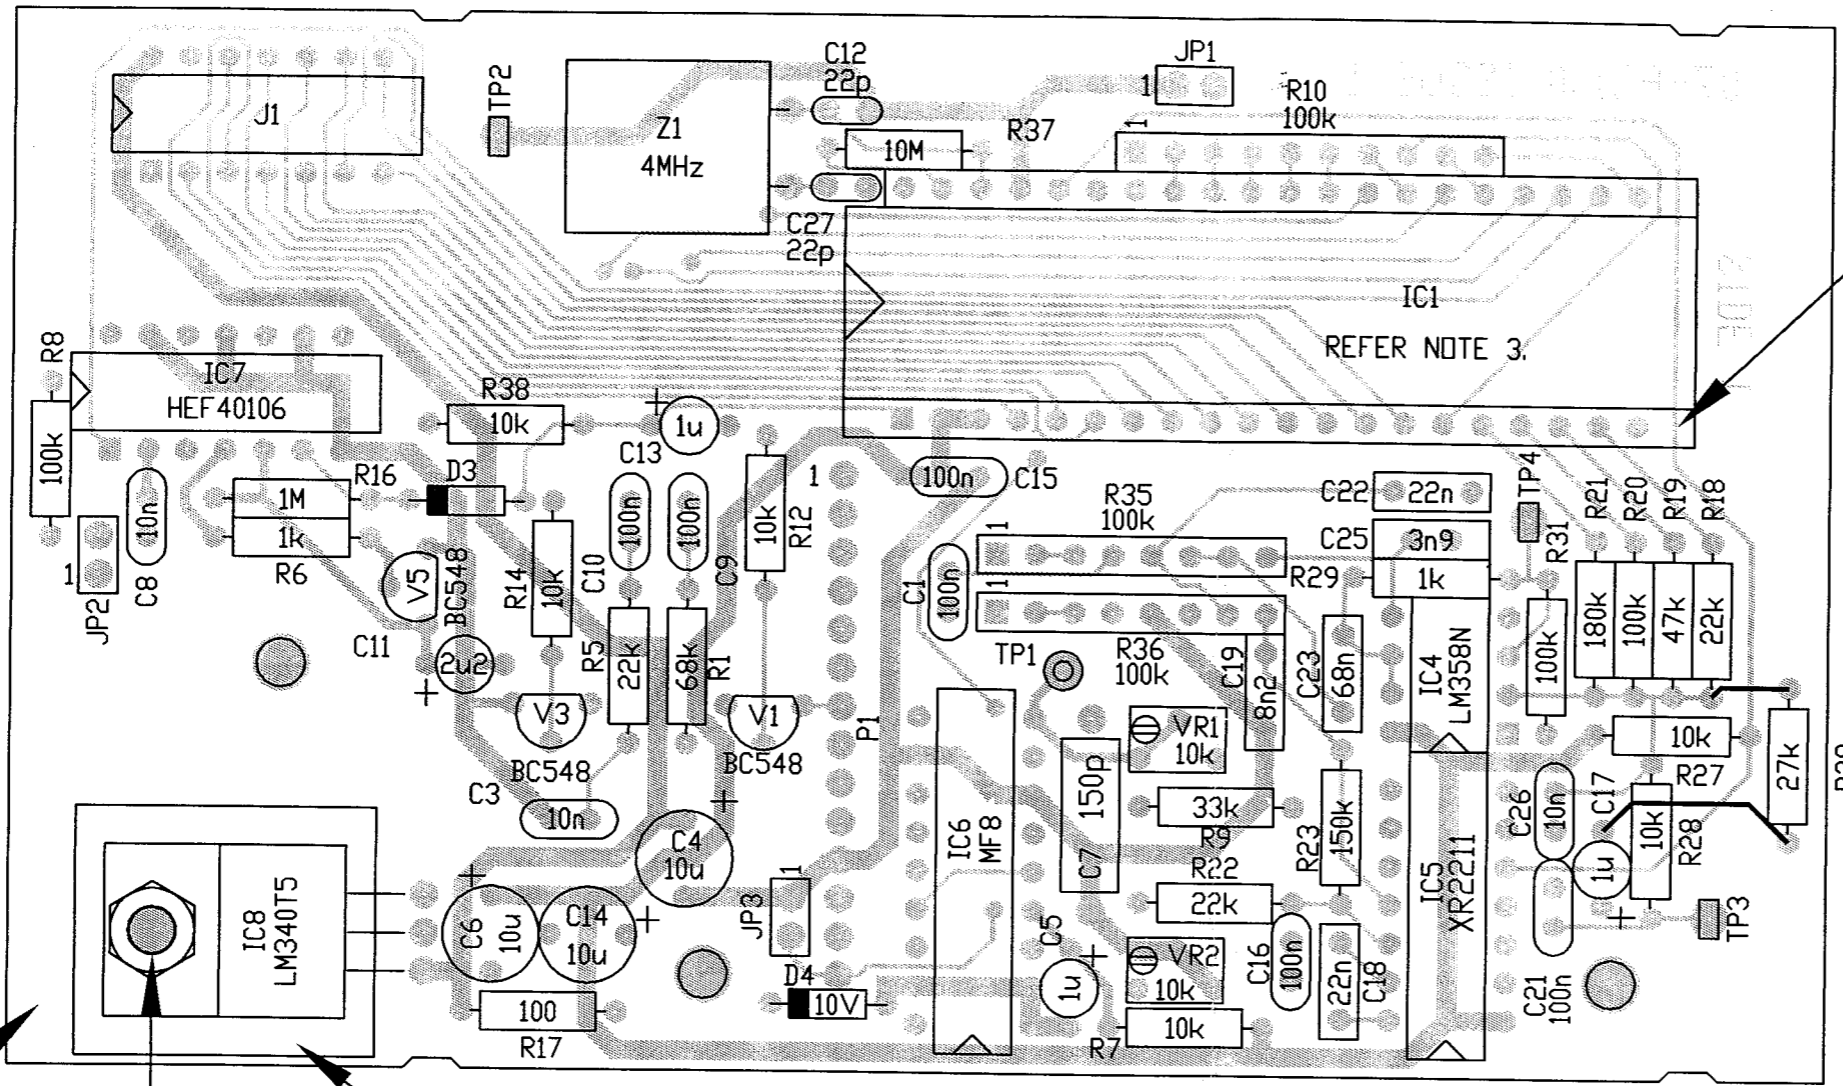 C12
22p
JP1
1
TP2
R10
100k
1
J1
Z1
4MHz
R37
10M
C27
22p
IC1
REFER NOTE 3.
SIDE
R8
IC7
HEF40106
R38
10k
1u
C13
100k
10n
R16
1M
1k
R6
D3
C15
100n
100n
100n
10k
R12
1
R35
100k
1
C22
22n
TP4
R21
R20
R19
R18
C25
3n9
R31
R29
1k
1
JP2
C8
V5
BC548
R14
10k
C10
C9
C1
100n
1
R36
100k
C11
2u2
R5
22k
68k
R1
TP1
C19
8n2
C23
68n
IC4
LM358N
100k
180k
100k
47k
22k
V3
BC548
V1
BC548
P1
VR1
10k
10k
R27
27k
C3
10n
150p
C7
33k
R9
R23
150k
C26
10n
C17
10k
R28
IC6
MF8
C4
10u
R22
22k
IC5
XR2211
1u
IC8
LM340T5
C6
10u
C14
10u
JP3
1
C5
1u
VR2
10k
C16
100n
22n
C18
C21
100n
TP3
D4
10V
100
R17
10k
R7